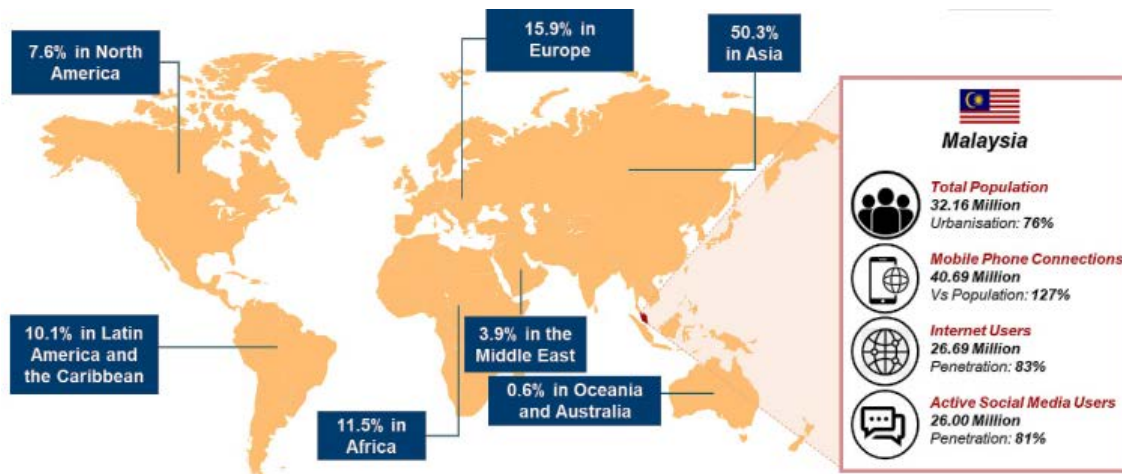 7.6% in North
America
15.9% in
Europe
50.3%
in Asia
10.1% in Latin
America and
the Caribbean
11.5% in
Africa
3.9% in the
Middle East
0.6% in Oceania
and Australia
Malaysia
Total Population
32.16 Million
Urbanisation: 76%
Mobile Phone Connections
40.69 Million
Vs Population: 127%
Internet Users
26.69 Million
Penetration: 83%
Active Social Media Users
26.00 Million
Penetration: 81%